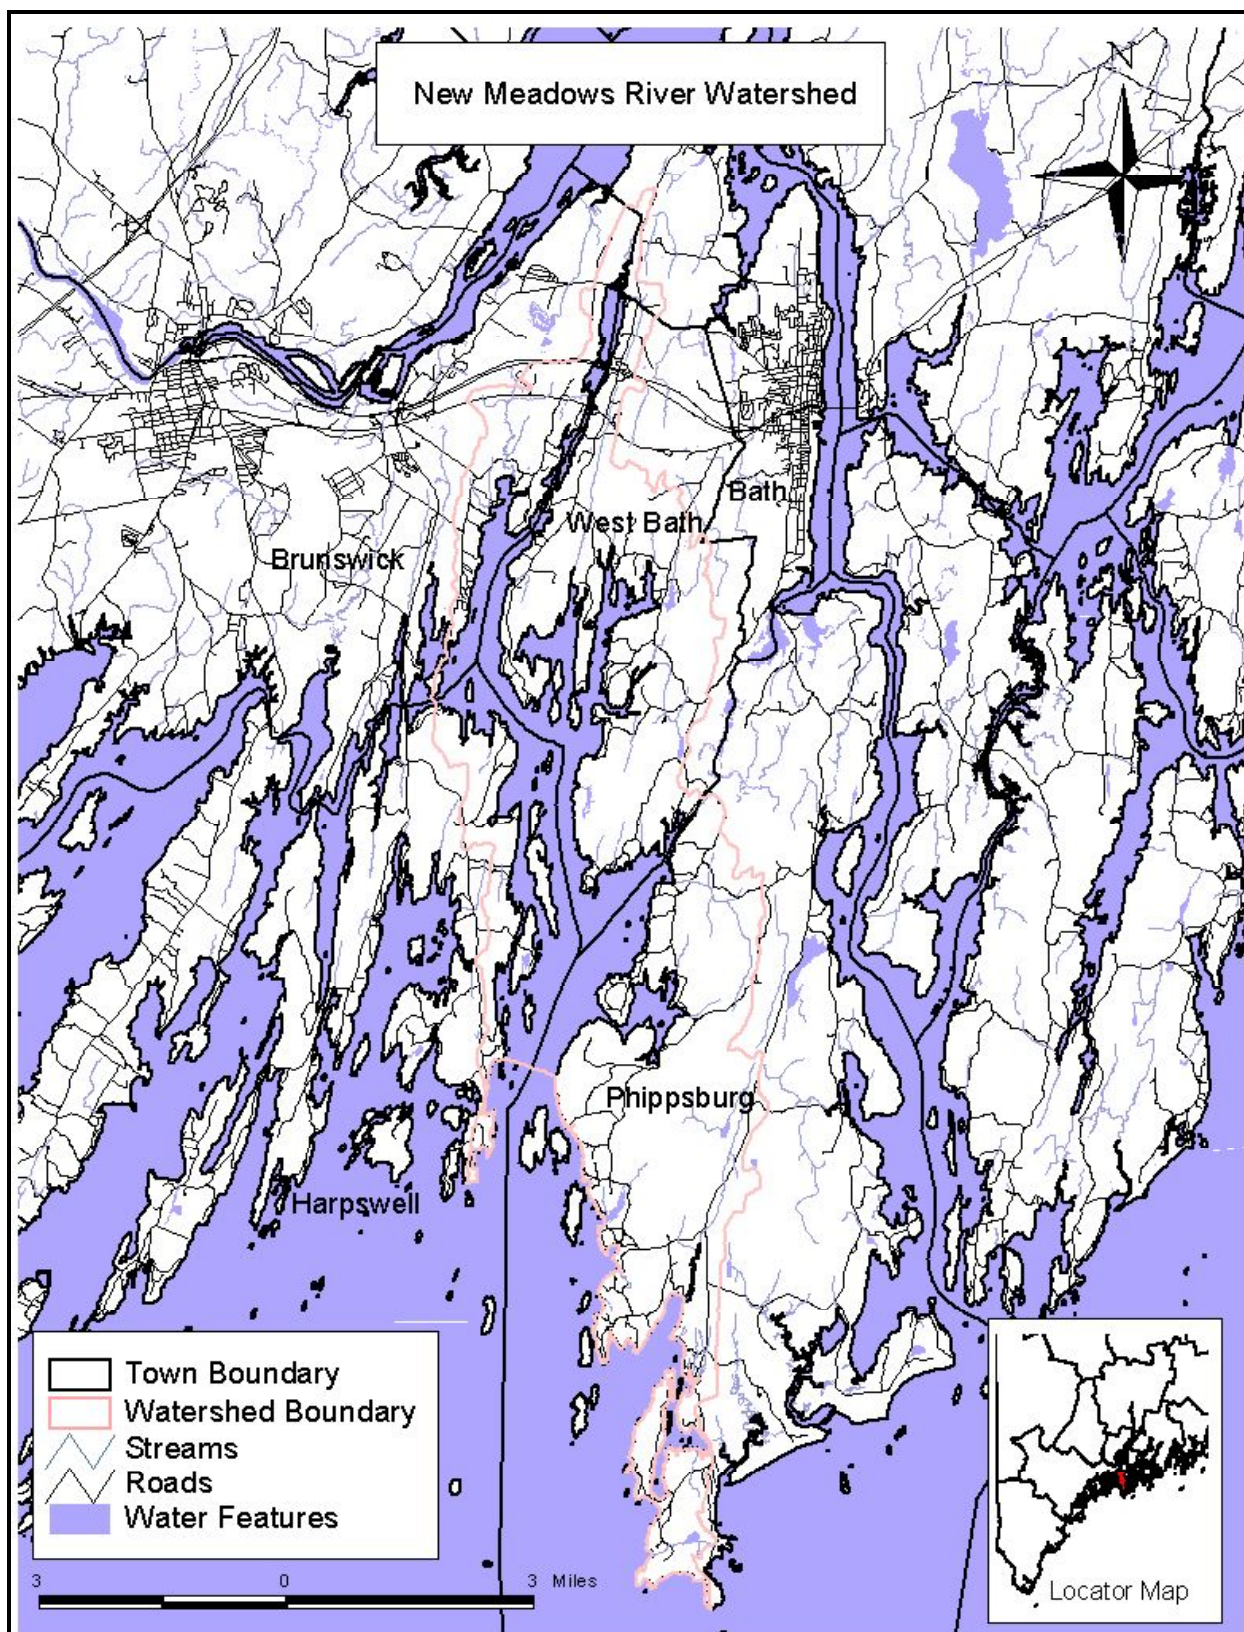 New Meadows River Watershed
N
Bath
West Bath
Brunswick
Phippsburg
Harpswell
Town Boundary
Watershed Boundary
Streams
Roads
Water Features
3 0 3 Miles
Locator Map